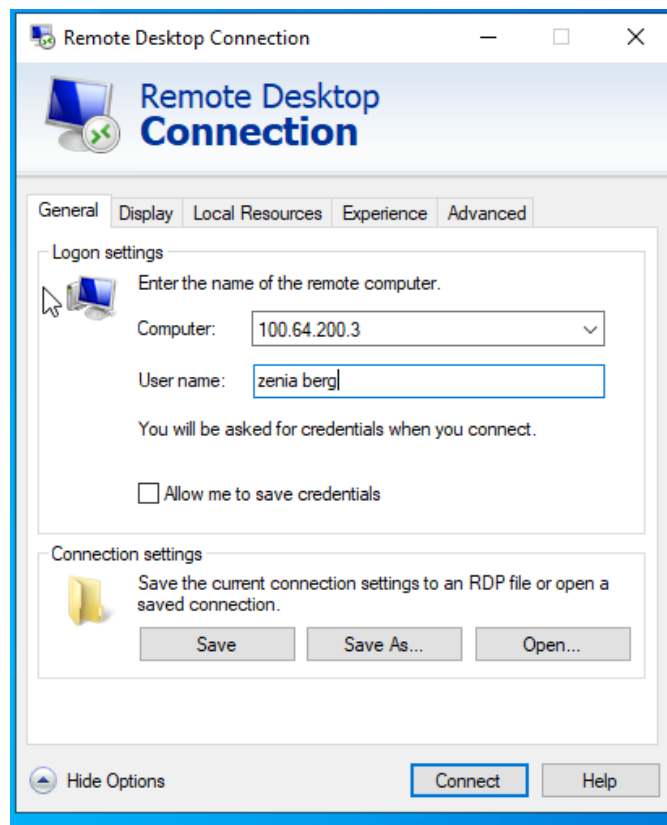 Remote Desktop Connection
Remote Desktop
Connection
General Display Local Resources Experience Advanced
Logon settings
Enter the name of the remote computer.
Computer: 100.64.200.3
User name: zenia berg
You will be asked for credentials when you connect.
Allow me to save credentials
Connection settings
Save the current connection settings to an RDP file or open a
saved connection.
Save Save As... Open...
Hide Options Connect Help